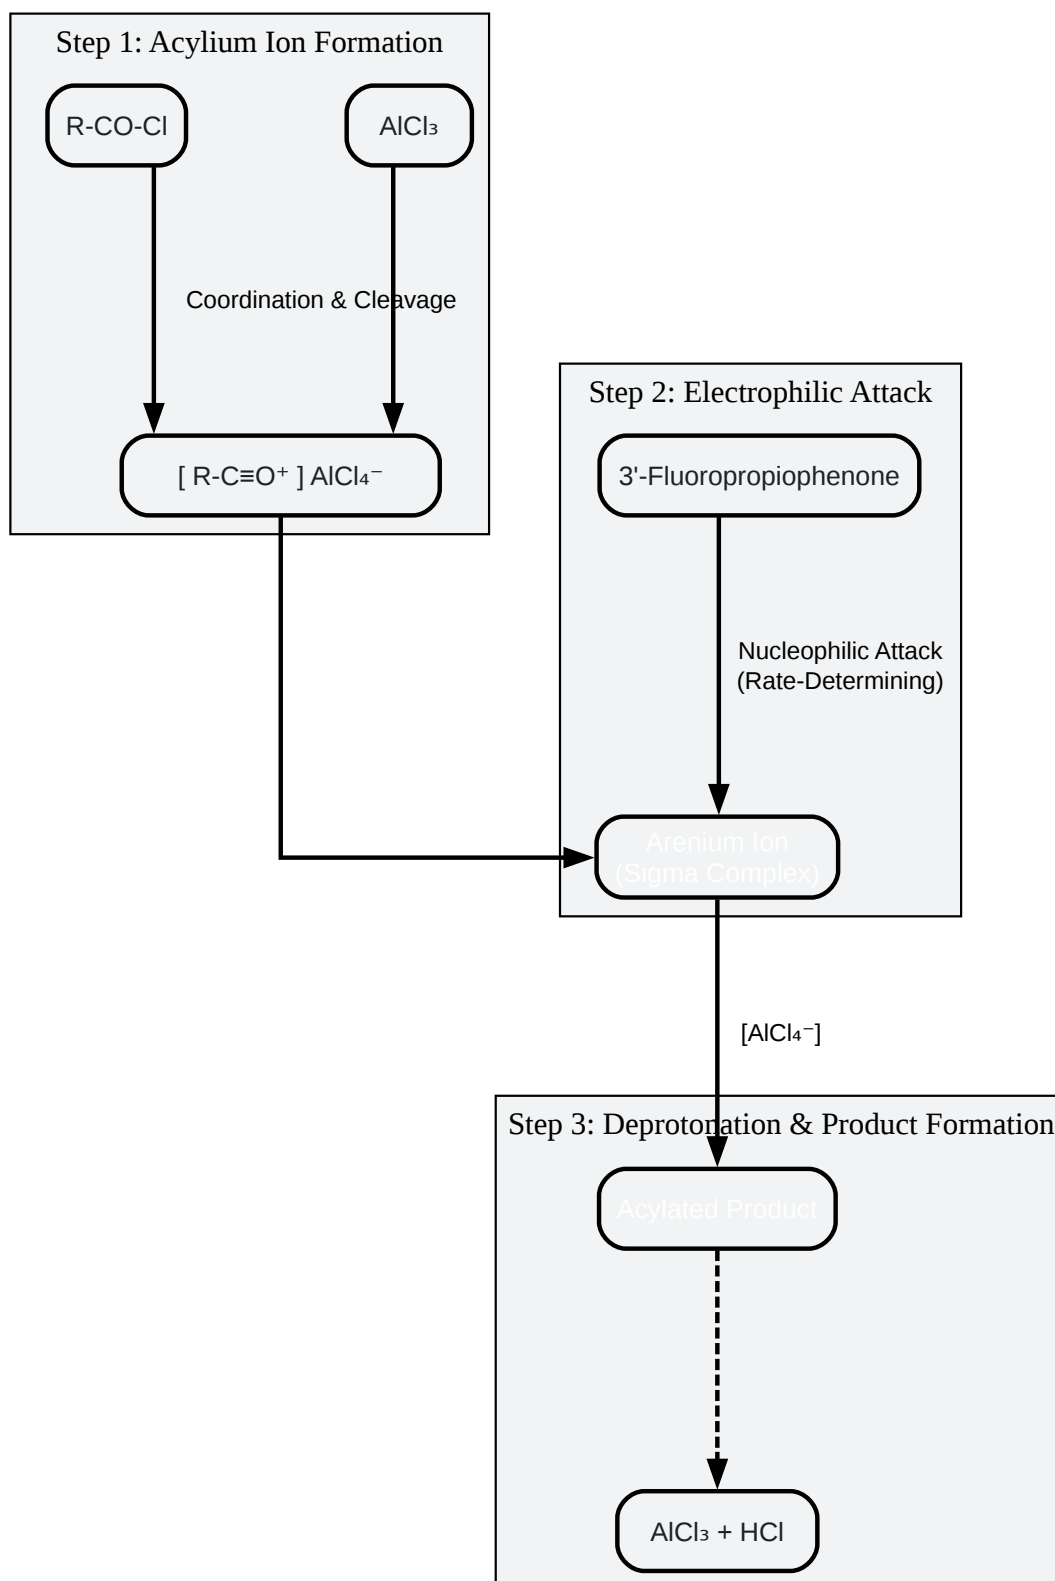 Step 1: Acylium Ion Formation
R-CO-Cl
AlCl₃
Coordination & Cleavage
[ R-C≡O⁺ ] AlCl₄⁻
Step 2: Electrophilic Attack
3'-Fluoropropiophenone
Nucleophilic Attack
(Rate-Determining)
Arenium Ion
(Sigma Complex)
[AlCl₄⁻]
Step 3: Deprotonation & Product Formation
Acylated Product
AlCl₃ + HCl